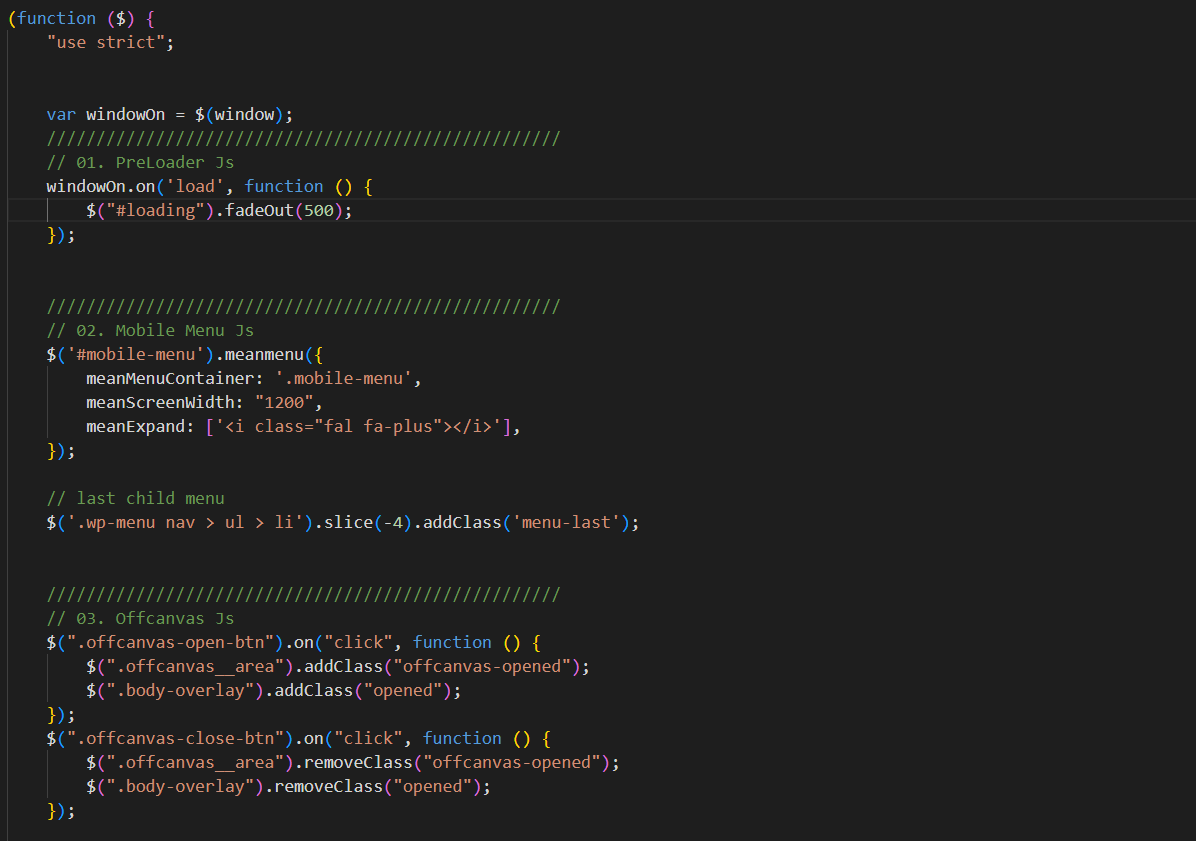 (function ($) {
    "use strict";
    var windowOn = $(window);
    ////////////////////////////////////////////////////
    // 01. PreLoader Js
    windowOn.on('load', function () {
        $("#loading").fadeOut(500);
    });
    ////////////////////////////////////////////////////
    // 02. Mobile Menu Js
    $('#mobile-menu').meanmenu({
        meanMenuContainer: '.mobile-menu',
        meanScreenWidth: "1200",
        meanExpand: ['<i class="fal fa-plus"></i>'],
    });
    // last child menu
    $('.wp-menu nav > ul > li').slice(-4).addClass('menu-last');
    ////////////////////////////////////////////////////
    // 03. Offcanvas Js
    $(".offcanvas-open-btn").on("click", function () {
        $(".offcanvas__area").addClass("offcanvas-opened");
        $(".body-overlay").addClass("opened");
    });
    $(".offcanvas-close-btn").on("click", function () {
        $(".offcanvas__area").removeClass("offcanvas-opened");
        $(".body-overlay").removeClass("opened");
    });